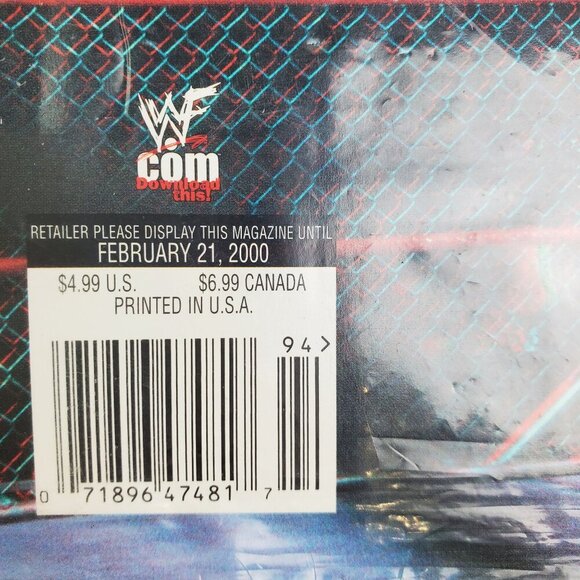 WF
.com
Download
this!
RETAILER PLEASE DISPLAY THIS MAGAZINE UNTIL
FEBRUARY 21, 2000
$4.99 U.S. $6.99 CANADA
PRINTED IN U.S.A.
94>
0 71896 47481 7